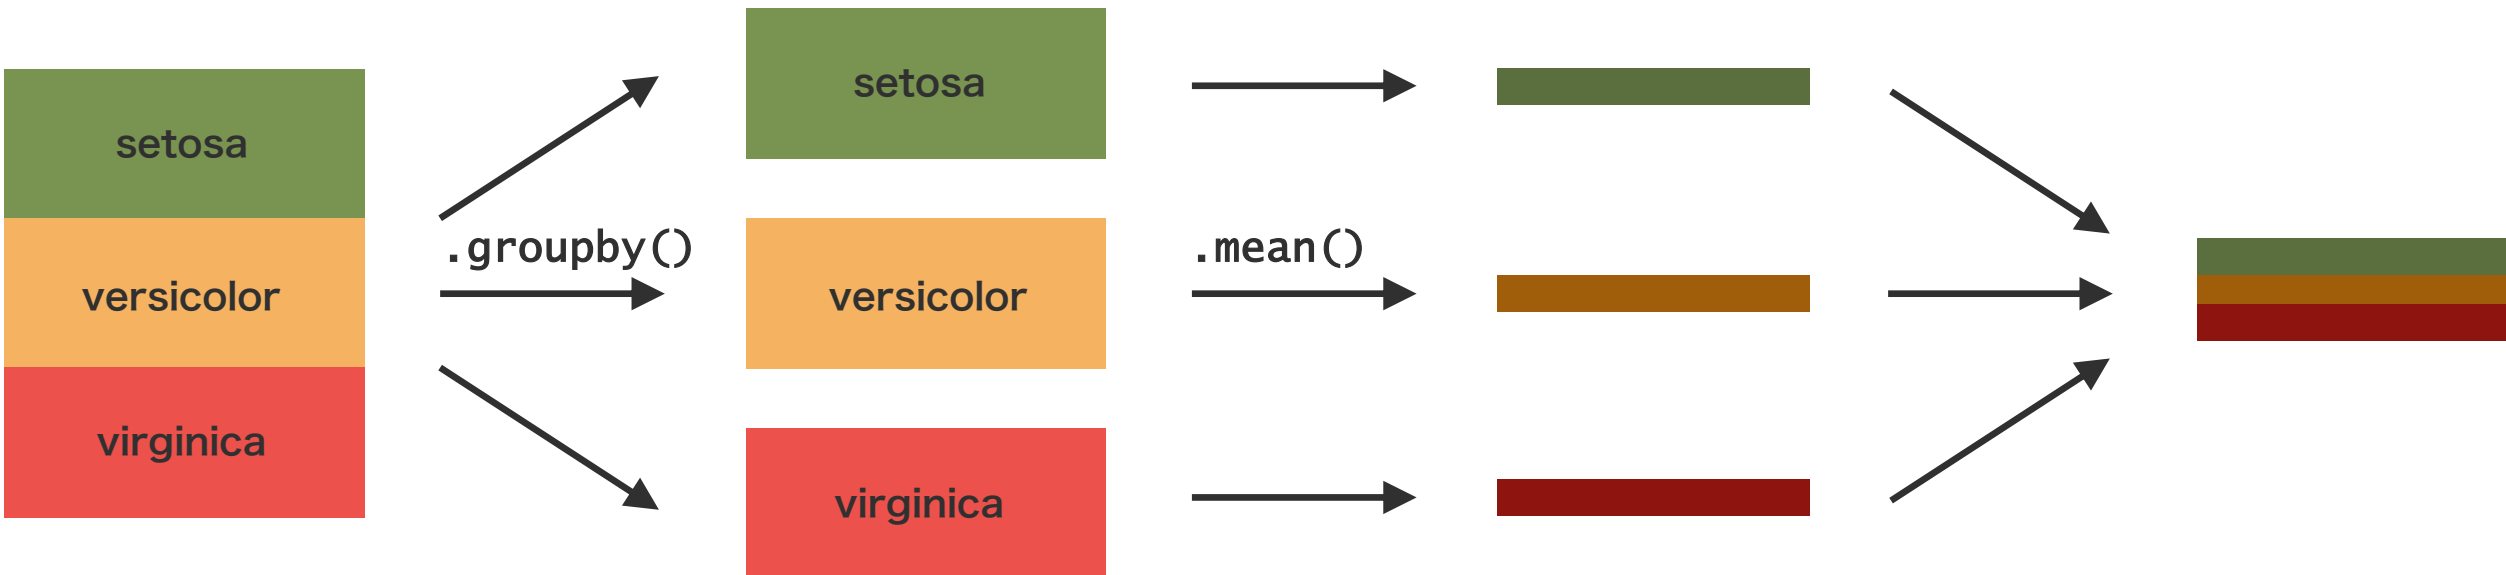 setosa
versicolor
virginica
.groupby()
setosa
versicolor
virginica
.mean()